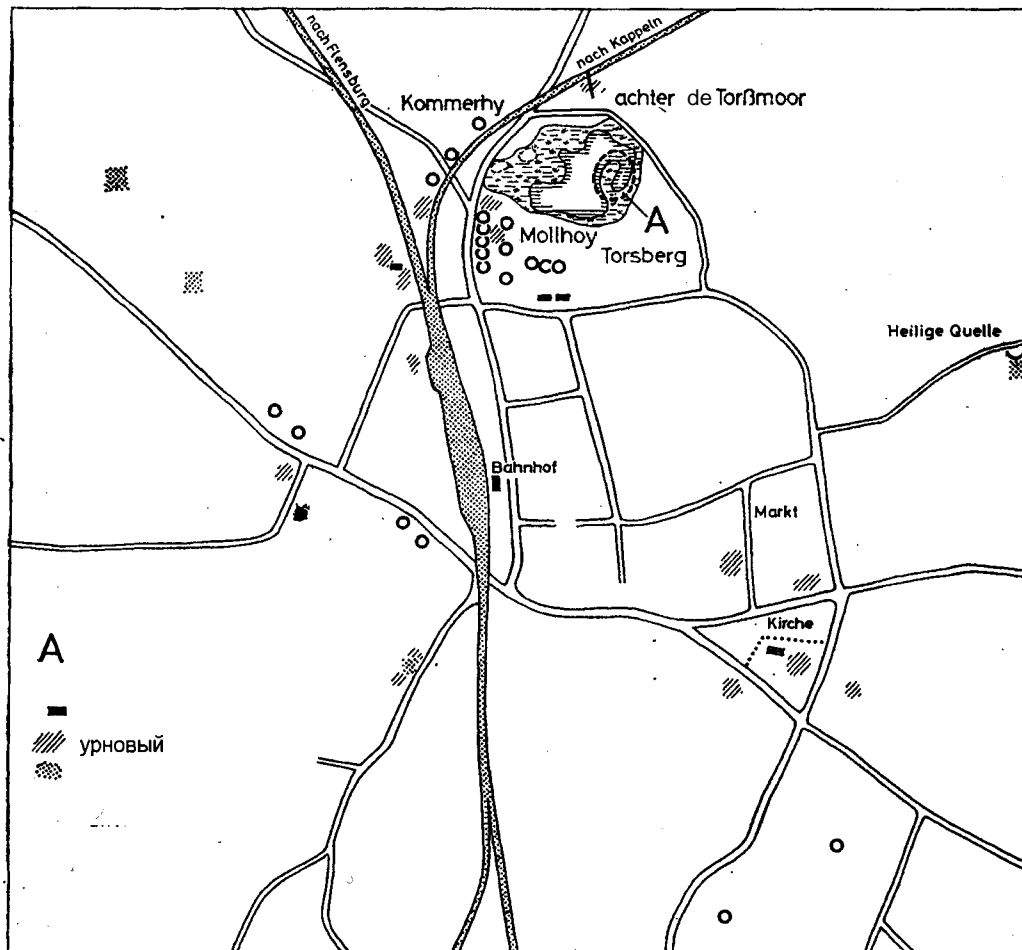 nach Flensburg
nach Kappeln
Kommerhy
achter de Torßmoor
A
Mollhoy
Torsberg
Heilige Quelle
Bahnhof
Markt
Kirche
A
урновый